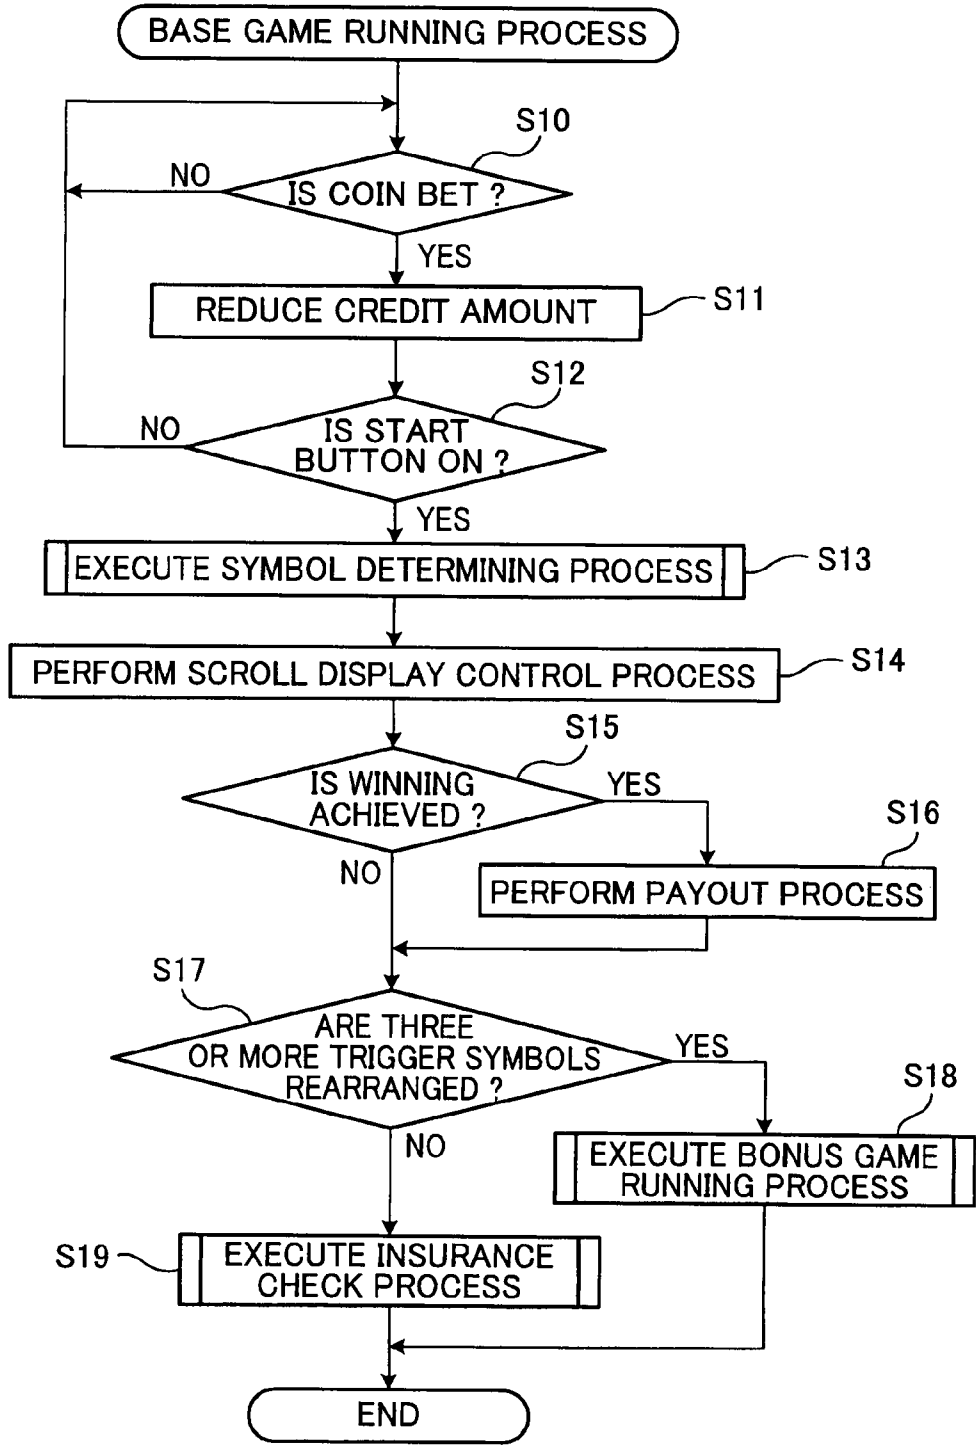 BASE GAME RUNNING PROCESS
S10
NO
IS COIN BET ?
YES
REDUCE CREDIT AMOUNT
S11
S12
NO
IS START
BUTTON ON ?
YES
EXECUTE SYMBOL DETERMINING PROCESS
S13
PERFORM SCROLL DISPLAY CONTROL PROCESS
S14
S15
IS WINNING
ACHIEVED ?
YES
S16
NO
PERFORM PAYOUT PROCESS
S17
ARE THREE
OR MORE TRIGGER SYMBOLS
REARRANGED ?
YES
S18
NO
EXECUTE BONUS GAME
RUNNING PROCESS
S19
EXECUTE INSURANCE
CHECK PROCESS
END